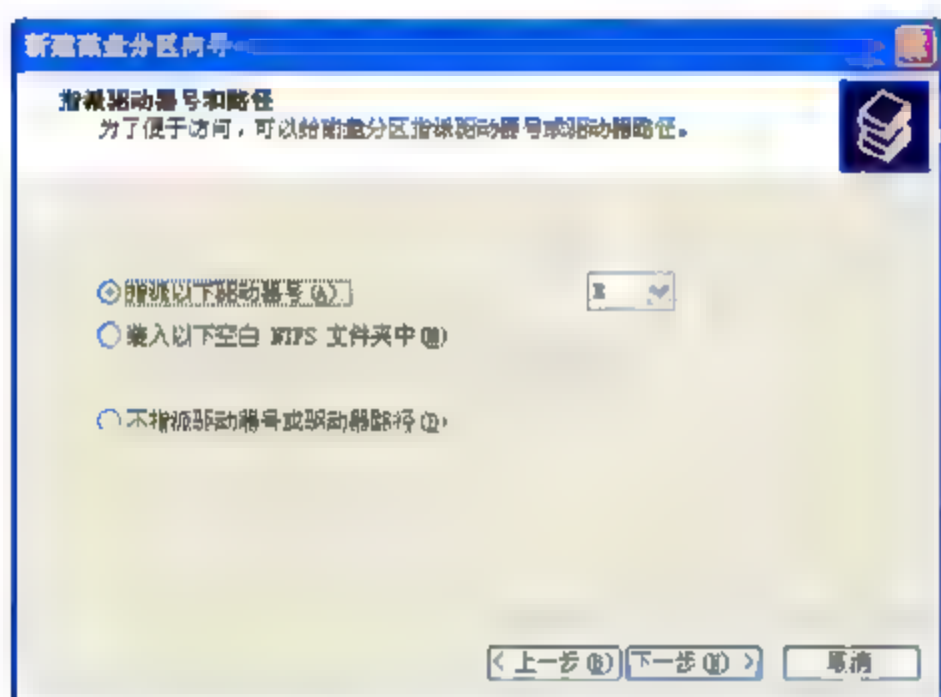 新建磁盘分区向导
指派驱动器号和路径
为了便于访问，可以给磁盘分区指派驱动器号或驱动器路径。
指派以下驱动器号(A):
装入以下空白 NTFS 文件夹中(M)
不指派驱动器号或驱动器路径(D)
< 上一步(B) 下一步(N) > 取消